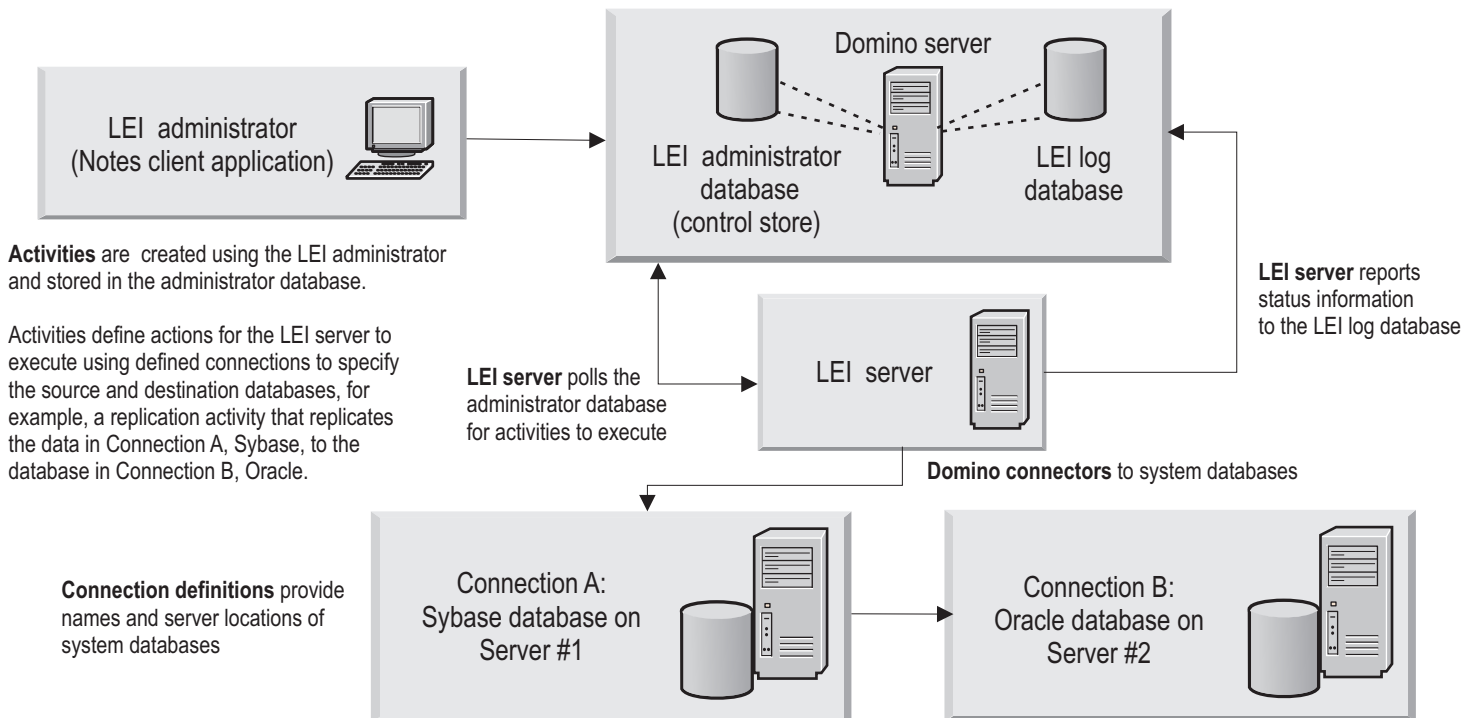 LEI administrator
(Notes client application)
Domino server
LEI administrator
database
(control store)
LEI log
database
Activities are created using the LEI administrator
and stored in the administrator database.
Activities define actions for the LEI server to
execute using defined connections to specify
the source and destination databases, for
example, a replication activity that replicates
the data in Connection A, Sybase, to the
database in Connection B, Oracle.
LEI server polls the
administrator database
for activities to execute
LEI server
LEI server reports
status information
to the LEI log database
Domino connectors to system databases
Connection definitions provide
names and server locations of
system databases
Connection A:
Sybase database on
Server #1
Connection B:
Oracle database on
Server #2